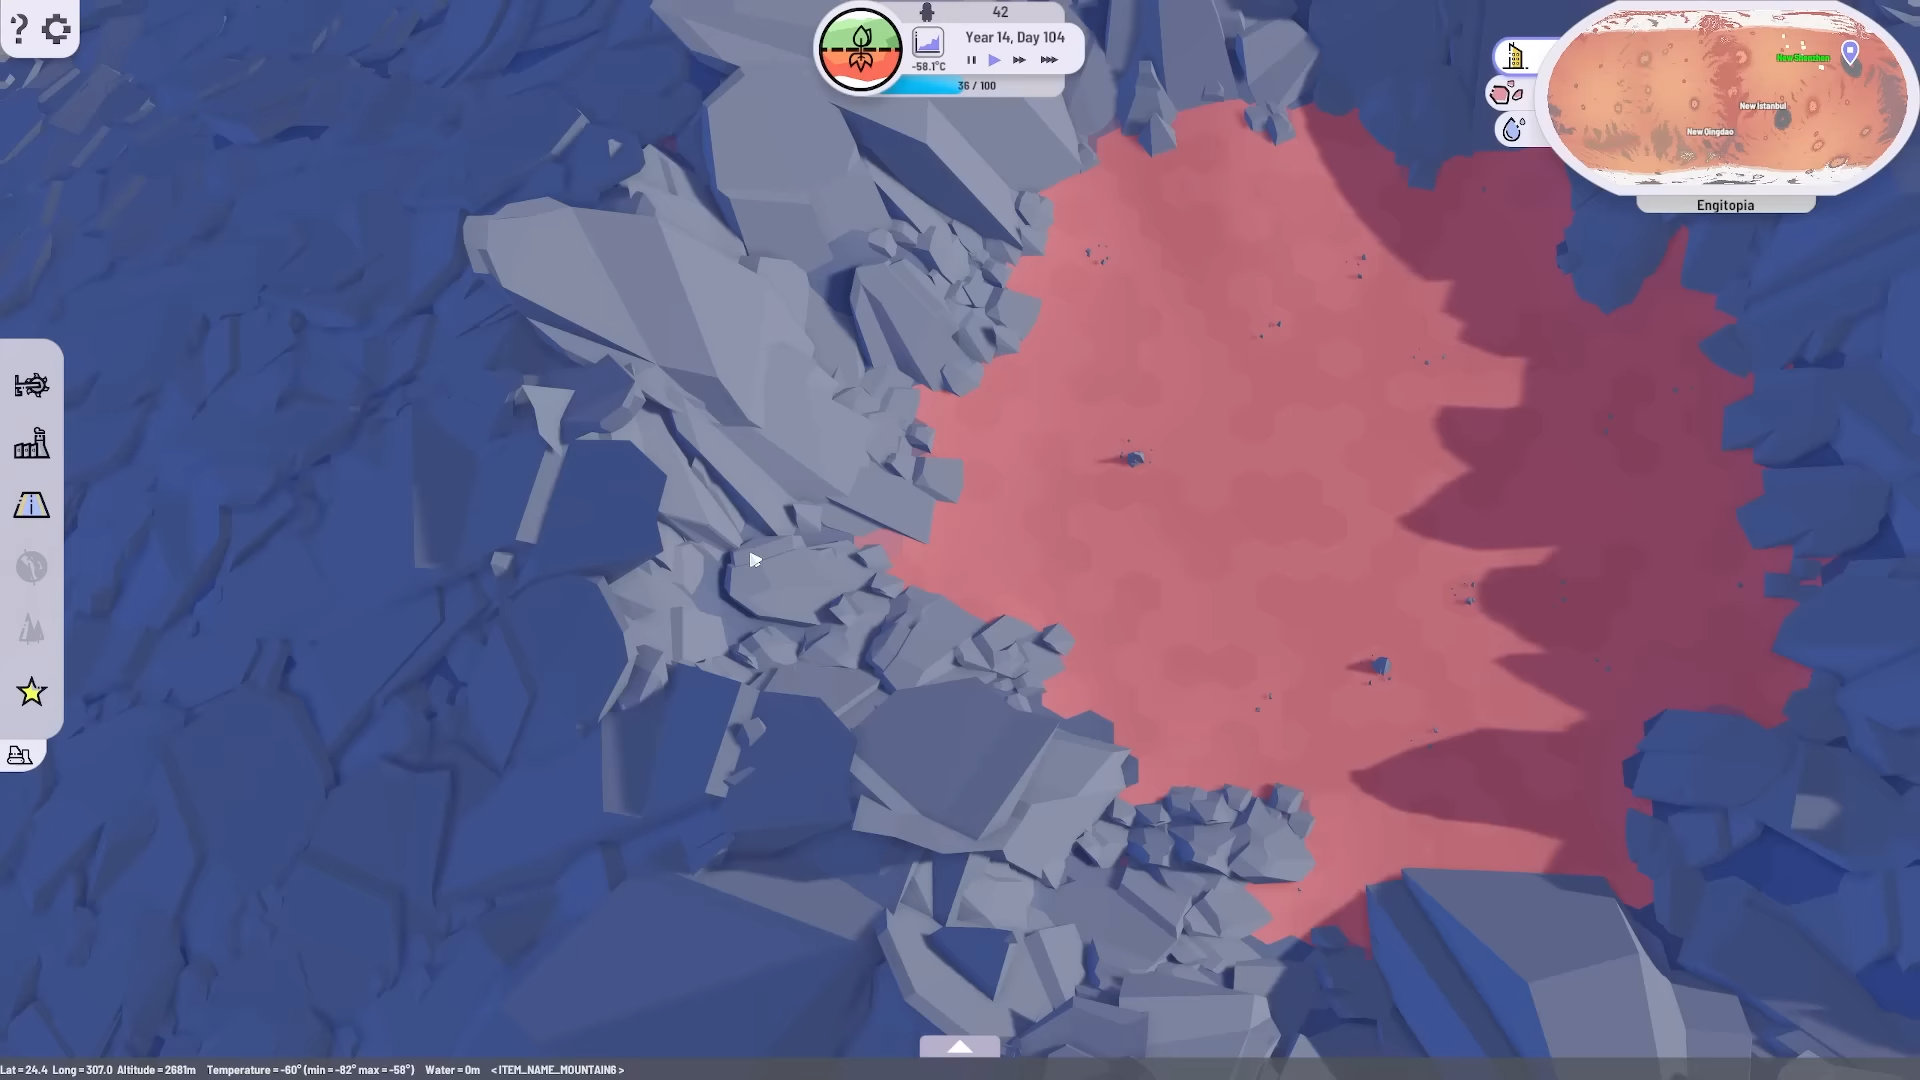 ?
42
Year 14, Day 104
-58.1°C
36 / 100
New Shenzhen
New Istanbul
New Qingdao
Engitopia
Lat = 24.4 Long = 307.0 Altitude = 2681m Temperature = -60° (min = -82° max = -58°) Water = 0m <ITEM_NAME_MOUNTAIN6>